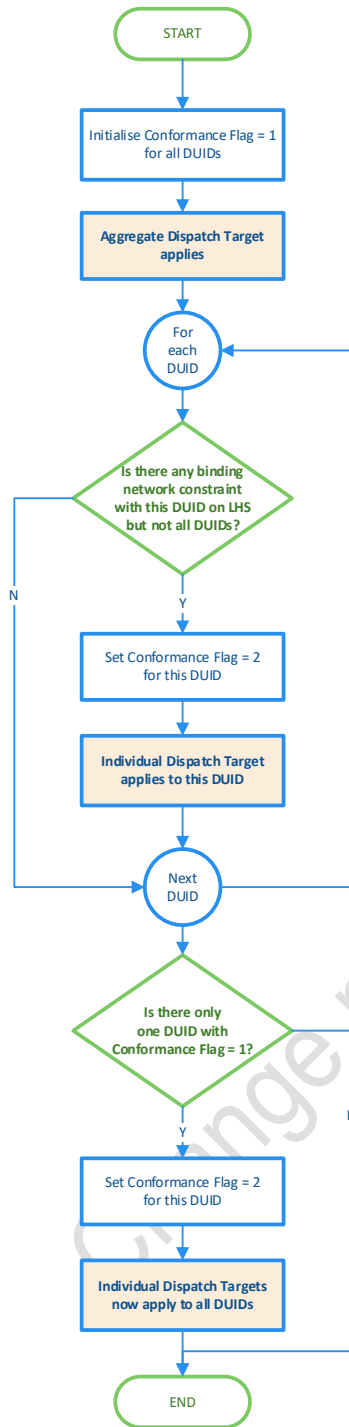 START
Initialise Conformance Flag = 1
for all DUIDs
Aggregate Dispatch Target
applies
For
each
DUID
Is there any binding
network constraint
with this DUID on LHS
but not all DUIDs?
N
Y
Set Conformance Flag = 2
for this DUID
Individual Dispatch Target
applies to this DUID
Next
DUID
Is there only
one DUID with
Conformance Flag = 1?
Y
Set Conformance Flag = 2
for this DUID
Individual Dispatch Targets
now apply to all DUIDs
END